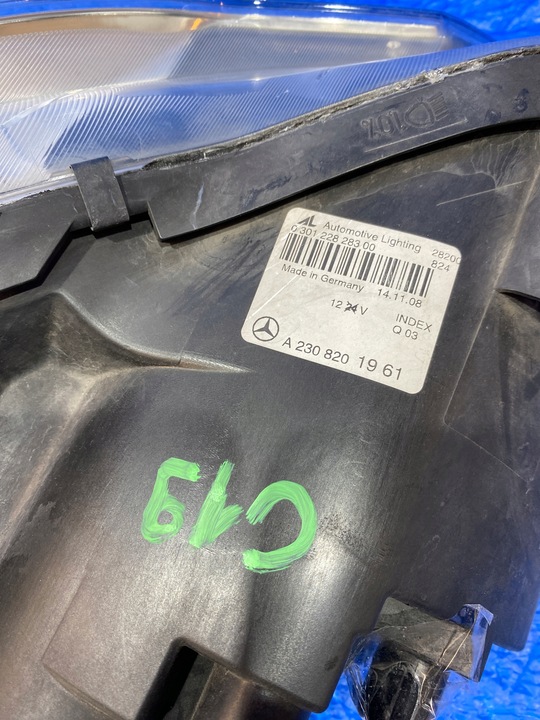 AL Automotive Lighting 28200
0 301 228 283 00 824
Made in Germany 14.11.08
12 V INDEX
Q 03
A 230 820 19 61
C19